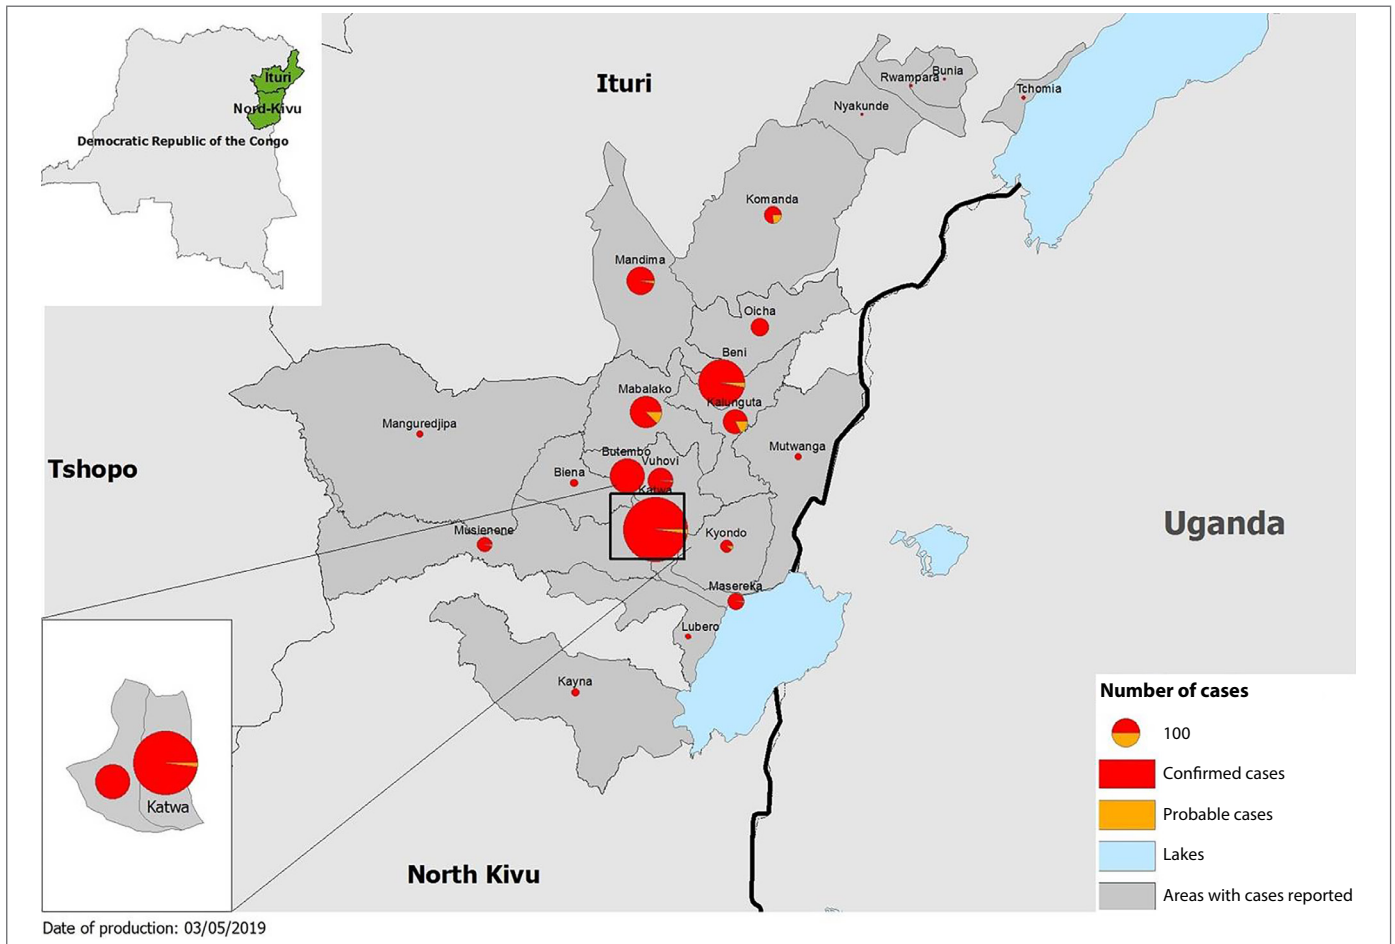 Ituri
Nord-Kivu
Democratic Republic of the Congo
Ituri
Rwampara
Bunia
Tchomia
Nyakunde
Komanda
Mandima
Oicha
Beni
Mabalako
Kalunguta
Manguredjipa
Mutwanga
Tshopo
Butembo
Vuhovi
Biena
Katwa
Uganda
Musienene
Kyondo
Masereka
Lubero
Kayna
Katwa
North Kivu
Number of cases
100
Confirmed cases
Probable cases
Lakes
Areas with cases reported
Date of production: 03/05/2019